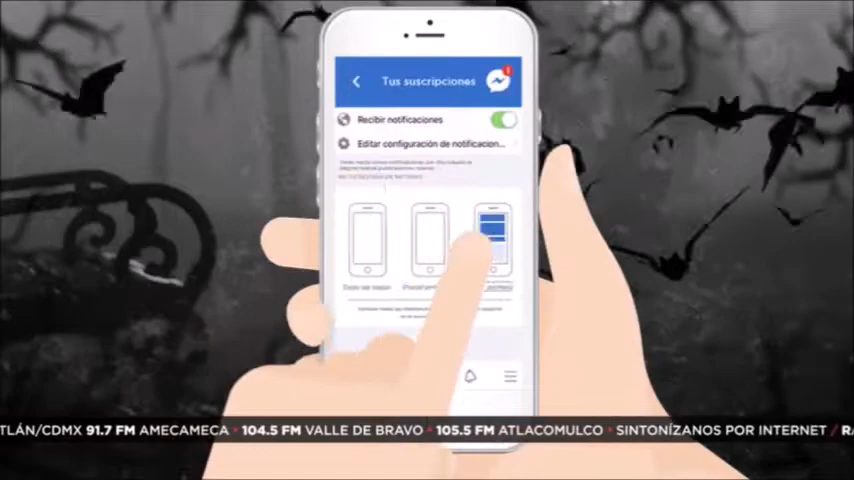 Tus suscripciones
1
Recibir notificaciones
Editar configuración de notificacion...
TLÁN/CDMX 91.7 FM AMECAMECA • 104.5 FM VALLE DE BRAVO • 105.5 FM ATLACOMULCO • SINTONÍZANOS POR INTERNET / RA